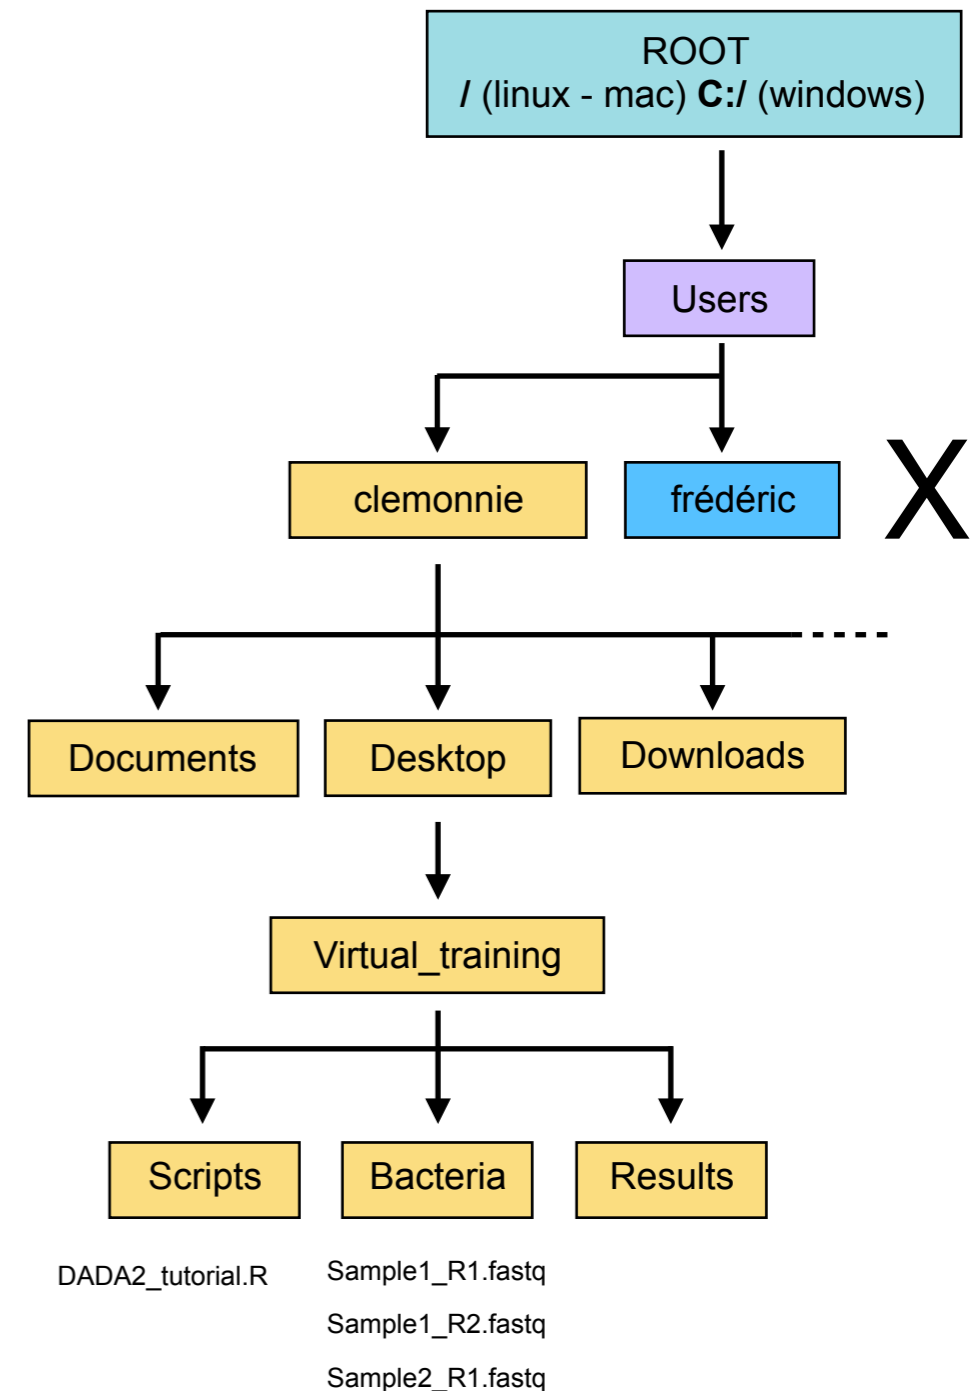 ROOT
/ (linux - mac) C:/ (windows)
Users
clemonnie
frédéric
X
Documents
Desktop
Downloads
Virtual_training
Scripts
Bacteria
Results
DADA2_tutorial.R
Sample1_R1.fastq
Sample1_R2.fastq
Sample2_R1.fastq